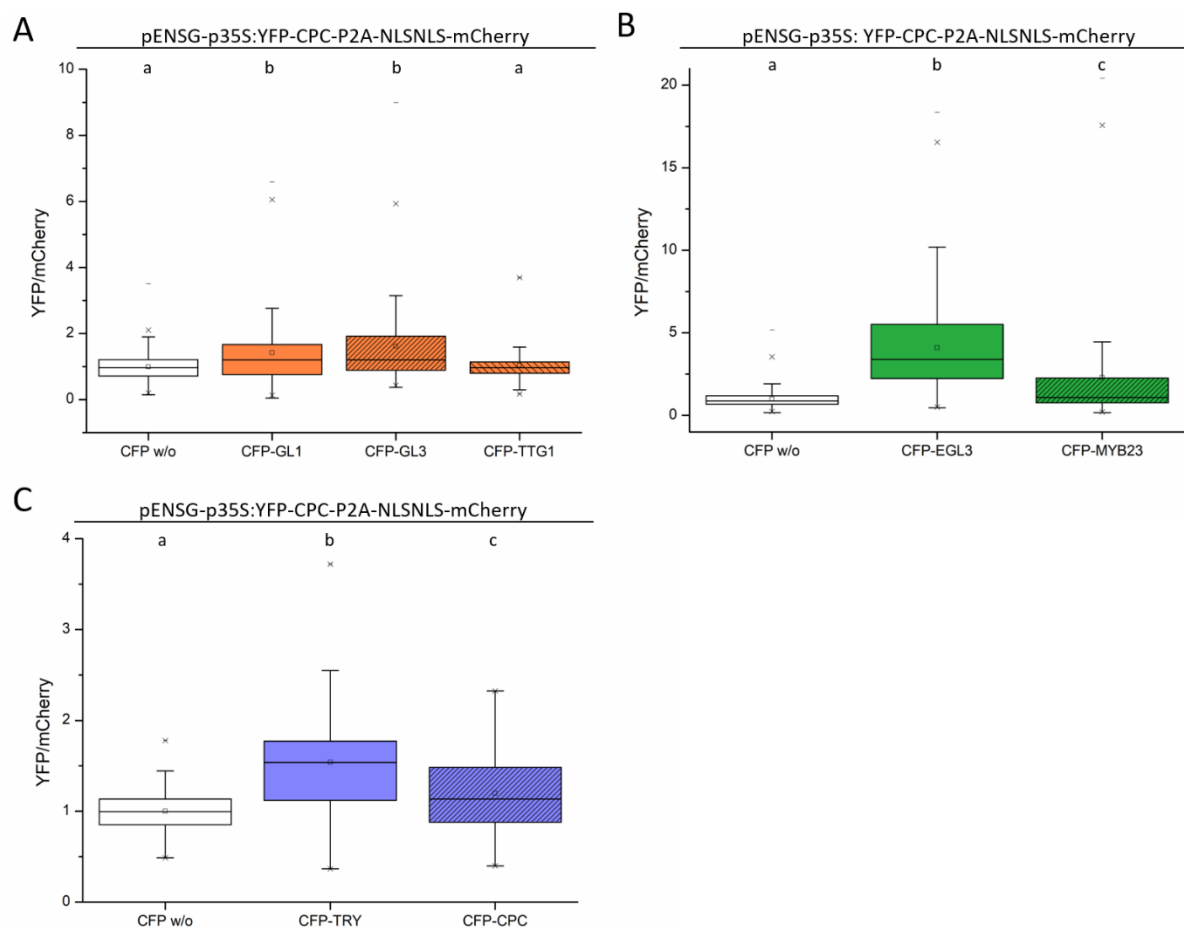 A
pENSG-p35S:YFP-CPC-P2A-NLSNLS-mCherry
a b b a
10
8
6
4
2
0
YFP/mCherry
CFP w/o CFP-GL1 CFP-GL3 CFP-TTG1
B
pENSG-p35S: YFP-CPC-P2A-NLSNLS-mCherry
a b c
20
15
10
5
0
YFP/mCherry
CFP w/o CFP-EGL3 CFP-MYB23
C
pENSG-p35S:YFP-CPC-P2A-NLSNLS-mCherry
a b c
4
3
2
1
0
YFP/mCherry
CFP w/o CFP-TRY CFP-CPC